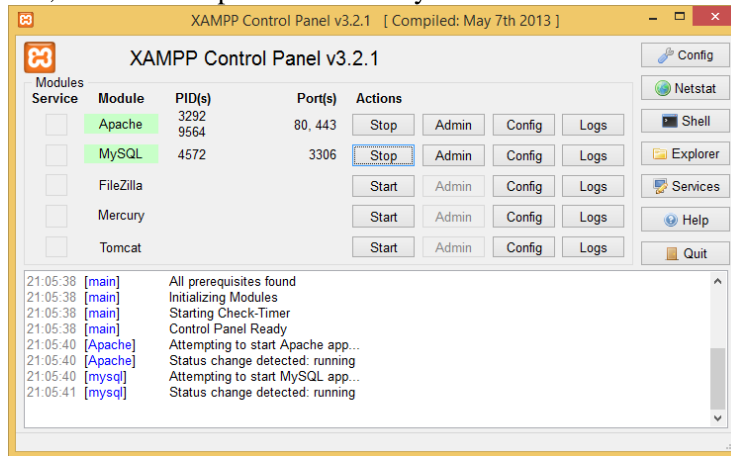 XAMPP Control Panel v3.2.1 [ Compiled: May 7th 2013 ]
XAMPP Control Panel v3.2.1
Config
Modules
Service Module PID(s) Port(s) Actions
Netstat
Apache 3292 9564 80, 443 Stop Admin Config Logs
Shell
MySQL 4572 3306 Stop Admin Config Logs
Explorer
FileZilla Start Admin Config Logs
Services
Mercury Start Admin Config Logs
Help
Tomcat Start Admin Config Logs
Quit
21:05:38 [main] All prerequisites found
21:05:38 [main] Initializing Modules
21:05:38 [main] Starting Check-Timer
21:05:38 [main] Control Panel Ready
21:05:40 [Apache] Attempting to start Apache app...
21:05:40 [Apache] Status change detected: running
21:05:40 [mysql] Attempting to start MySQL app...
21:05:41 [mysql] Status change detected: running